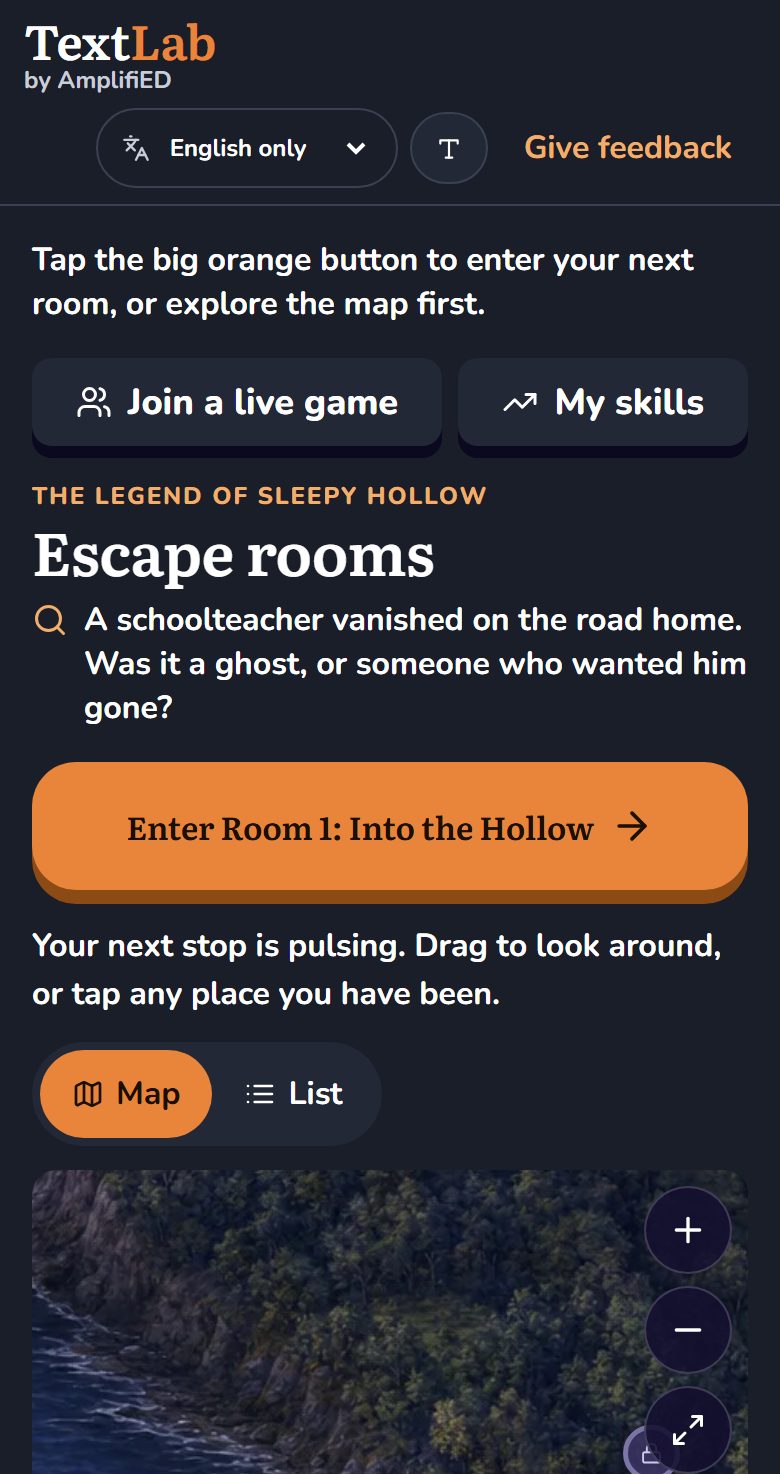 TextLab
by AmplifiED
English only
Give feedback
Tap the big orange button to enter your next
room, or explore the map first.
Join a live game
My skills
THE LEGEND OF SLEEPY HOLLOW
Escape rooms
A schoolteacher vanished on the road home.
Was it a ghost, or someone who wanted him
gone?
Enter Room 1: Into the Hollow
Your next stop is pulsing. Drag to look around,
or tap any place you have been.
Map
List